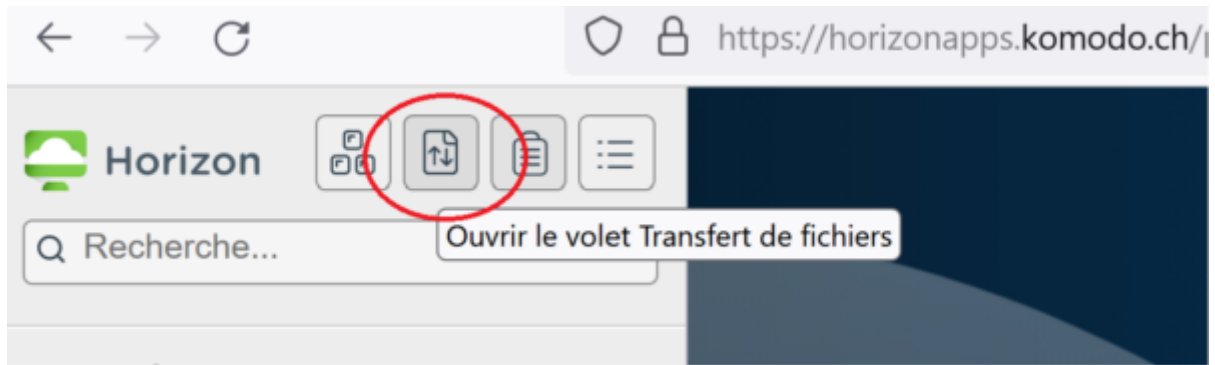 https://horizonapps.komodo.ch/
Horizon
Recherche...
Ouvrir le volet Transfert de fichiers